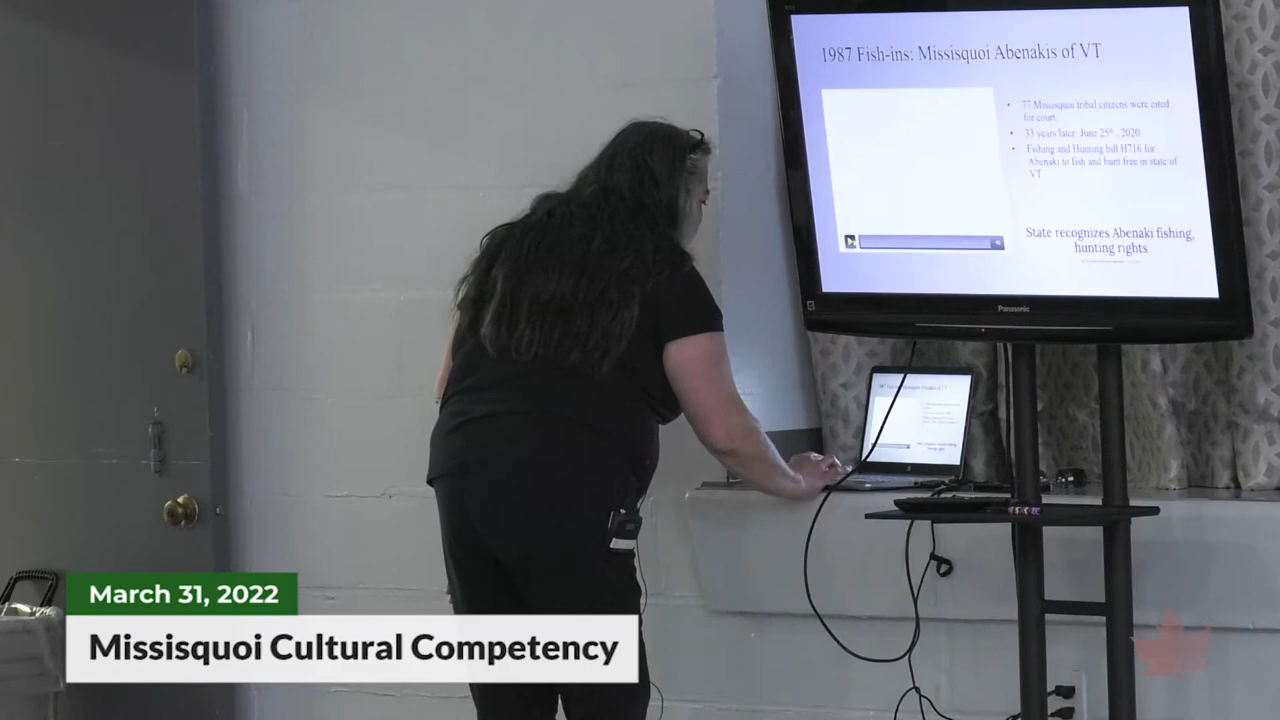 1987 Fish-ins: Missisquoi Abenakis of VT
• 77 Missisquoi tribal citizens were cited
for court.
• 33 years later: June 25th, 2020
• Fishing and Hunting bill H716 for
Abenaki to fish and hunt free in state of
VT
State recognizes Abenaki fishing,
hunting rights
Panasonic
March 31, 2022
Missisquoi Cultural Competency